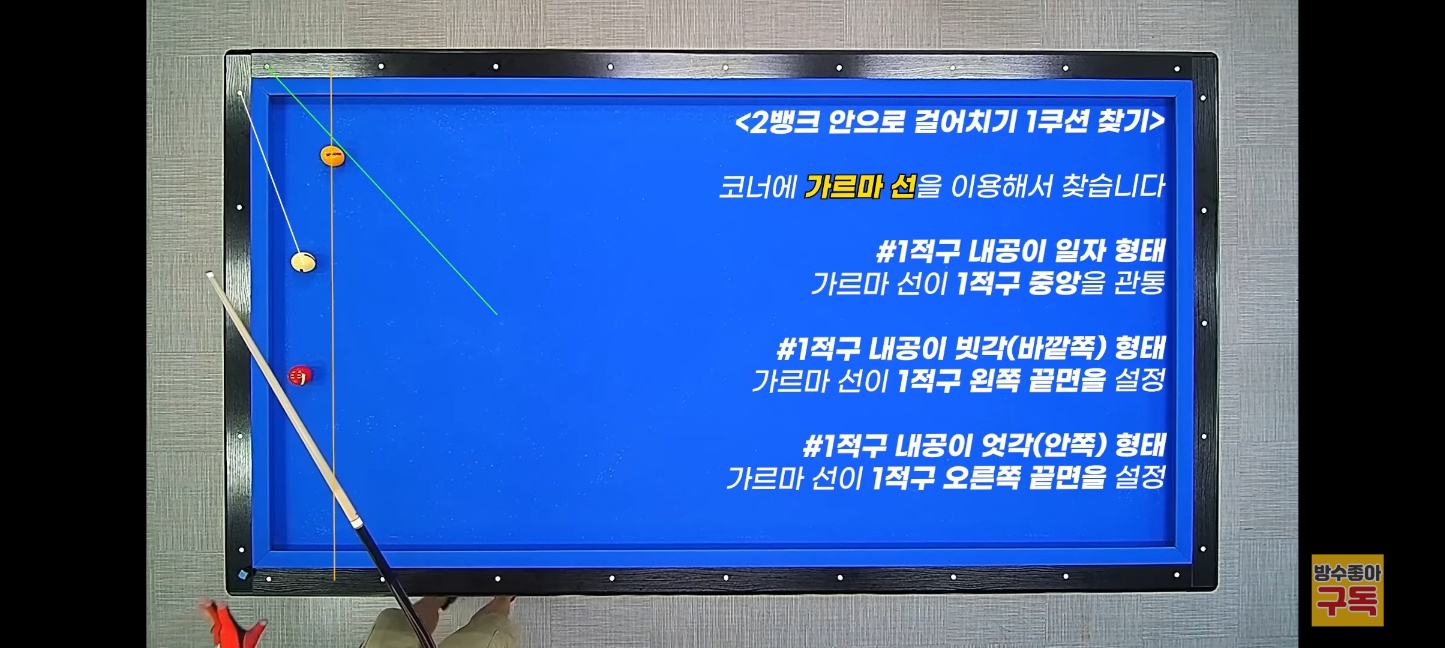 <2뱅크 안으로 걸어치기 1쿠션 찾기>
코너에 가르마 선을 이용해서 찾습니다
#1적구 내공이 일자 형태
가르마 선이 1적구 중앙을 관통
#1적구 내공이 빗각(바깥쪽) 형태
가르마 선이 1적구 왼쪽 끝면을 설정
#1적구 내공이 엇각(안쪽) 형태
가르마 선이 1적구 오른쪽 끝면을 설정
방수좋아
구독